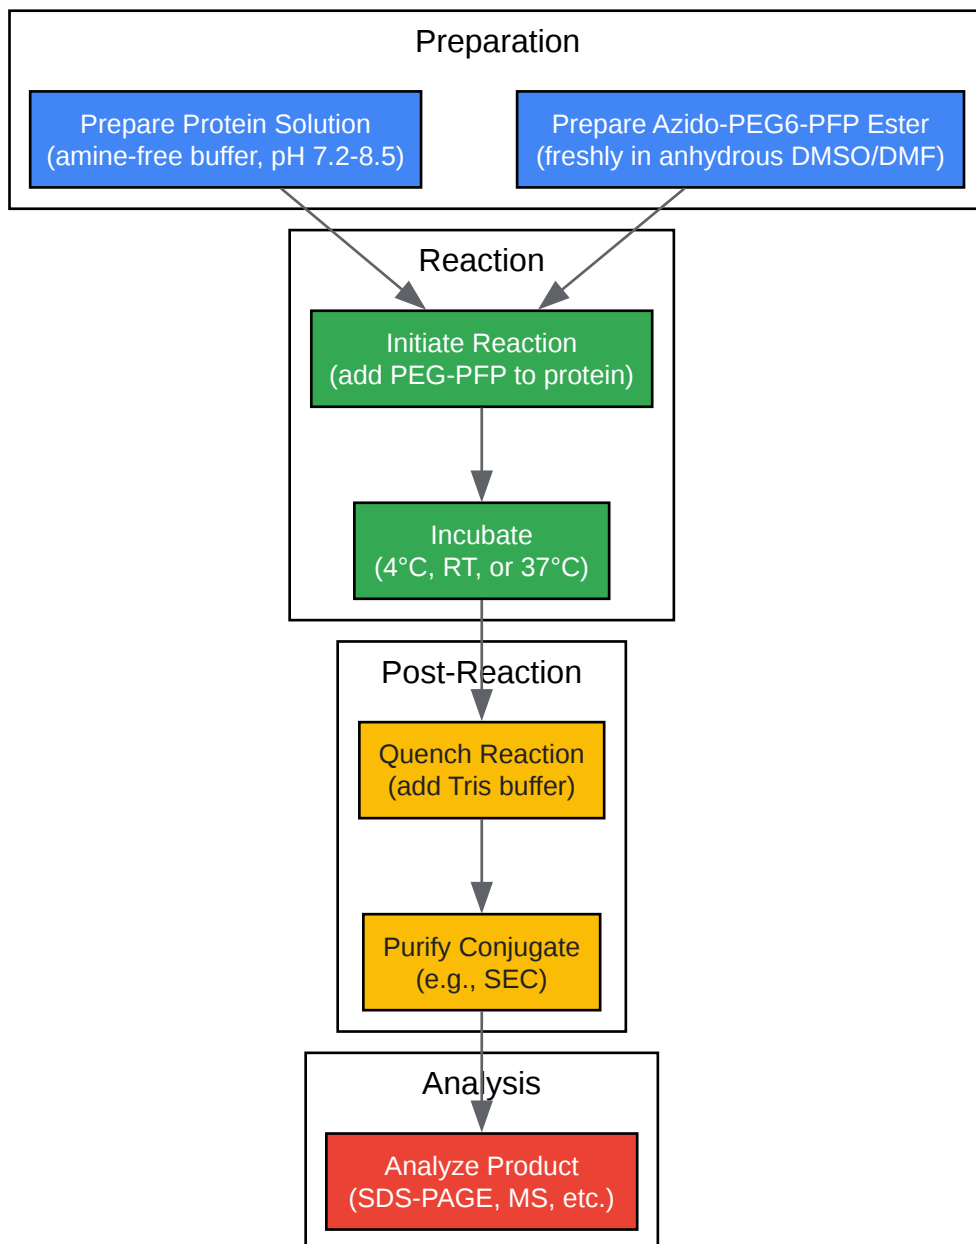 Preparation
Prepare Protein Solution
(amine-free buffer, pH 7.2-8.5)
Prepare Azido-PEG6-PFP Ester
(freshly in anhydrous DMSO/DMF)
Reaction
Initiate Reaction
(add PEG-PFP to protein)
Incubate
(4°C, RT, or 37°C)
Post-Reaction
Quench Reaction
(add Tris buffer)
Purify Conjugate
(e.g., SEC)
Analysis
Analyze Product
(SDS-PAGE, MS, etc.)